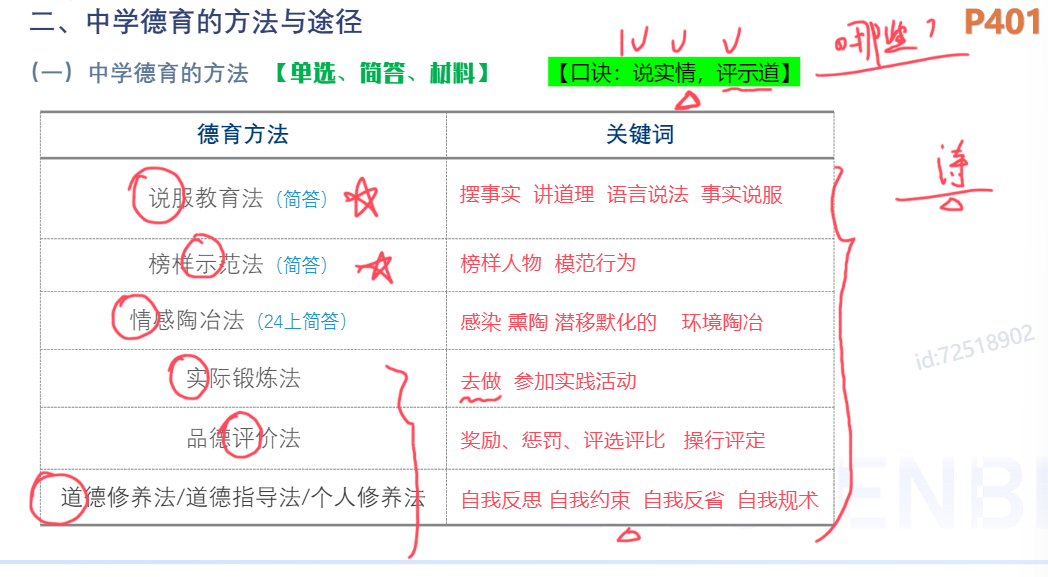 二、中学德育的方法与途径
P401
哪些？
（一）中学德育的方法 【单选、简答、材料】 【口诀：说实情，评示道】
德育方法 关键词
说服教育法（简答） 摆事实 讲道理 语言说法 事实说服
榜样示范法（简答） 榜样人物 模范行为
情感陶冶法（24上简答） 感染 熏陶 潜移默化的 环境陶冶
实际锻炼法 去做 参加实践活动
品德评价法 奖励、惩罚、评选评比 操行评定
道德修养法/道德指导法/个人修养法 自我反思 自我约束 自我反省 自我规术
id:72518902
ENB